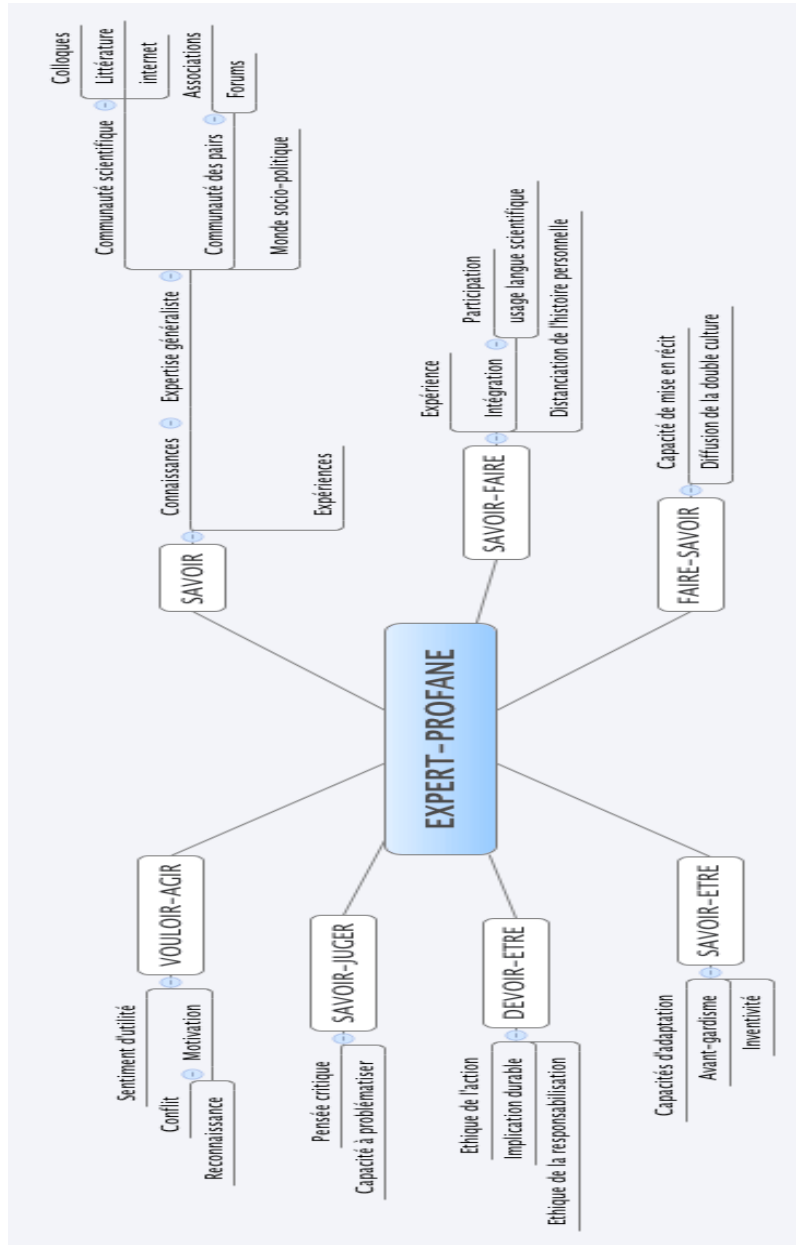 EXPERT-PROFANE
SAVOIR
Connaissances
Expertise généraliste
Communauté scientifique
Colloques
Littérature
internet
Communauté des pairs
Associations
Forums
Monde socio-politique
Expériences
SAVOIR-FAIRE
Expérience
Intégration
Participation
usage langue scientifique
Distanciation de l'histoire personnelle
FAIRE-SAVOIR
Capacité de mise en récit
Diffusion de la double culture
VOULOIR-AGIR
Sentiment d'utilité
Motivation
Conflit
Reconnaissance
SAVOIR-JUGER
Pensée critique
Capacité à problématiser
DEVOIR-ETRE
Ethique de l'action
Implication durable
Ethique de la responsabilisation
SAVOIR-ETRE
Capacités d'adaptation
Avant-gardisme
Inventivité